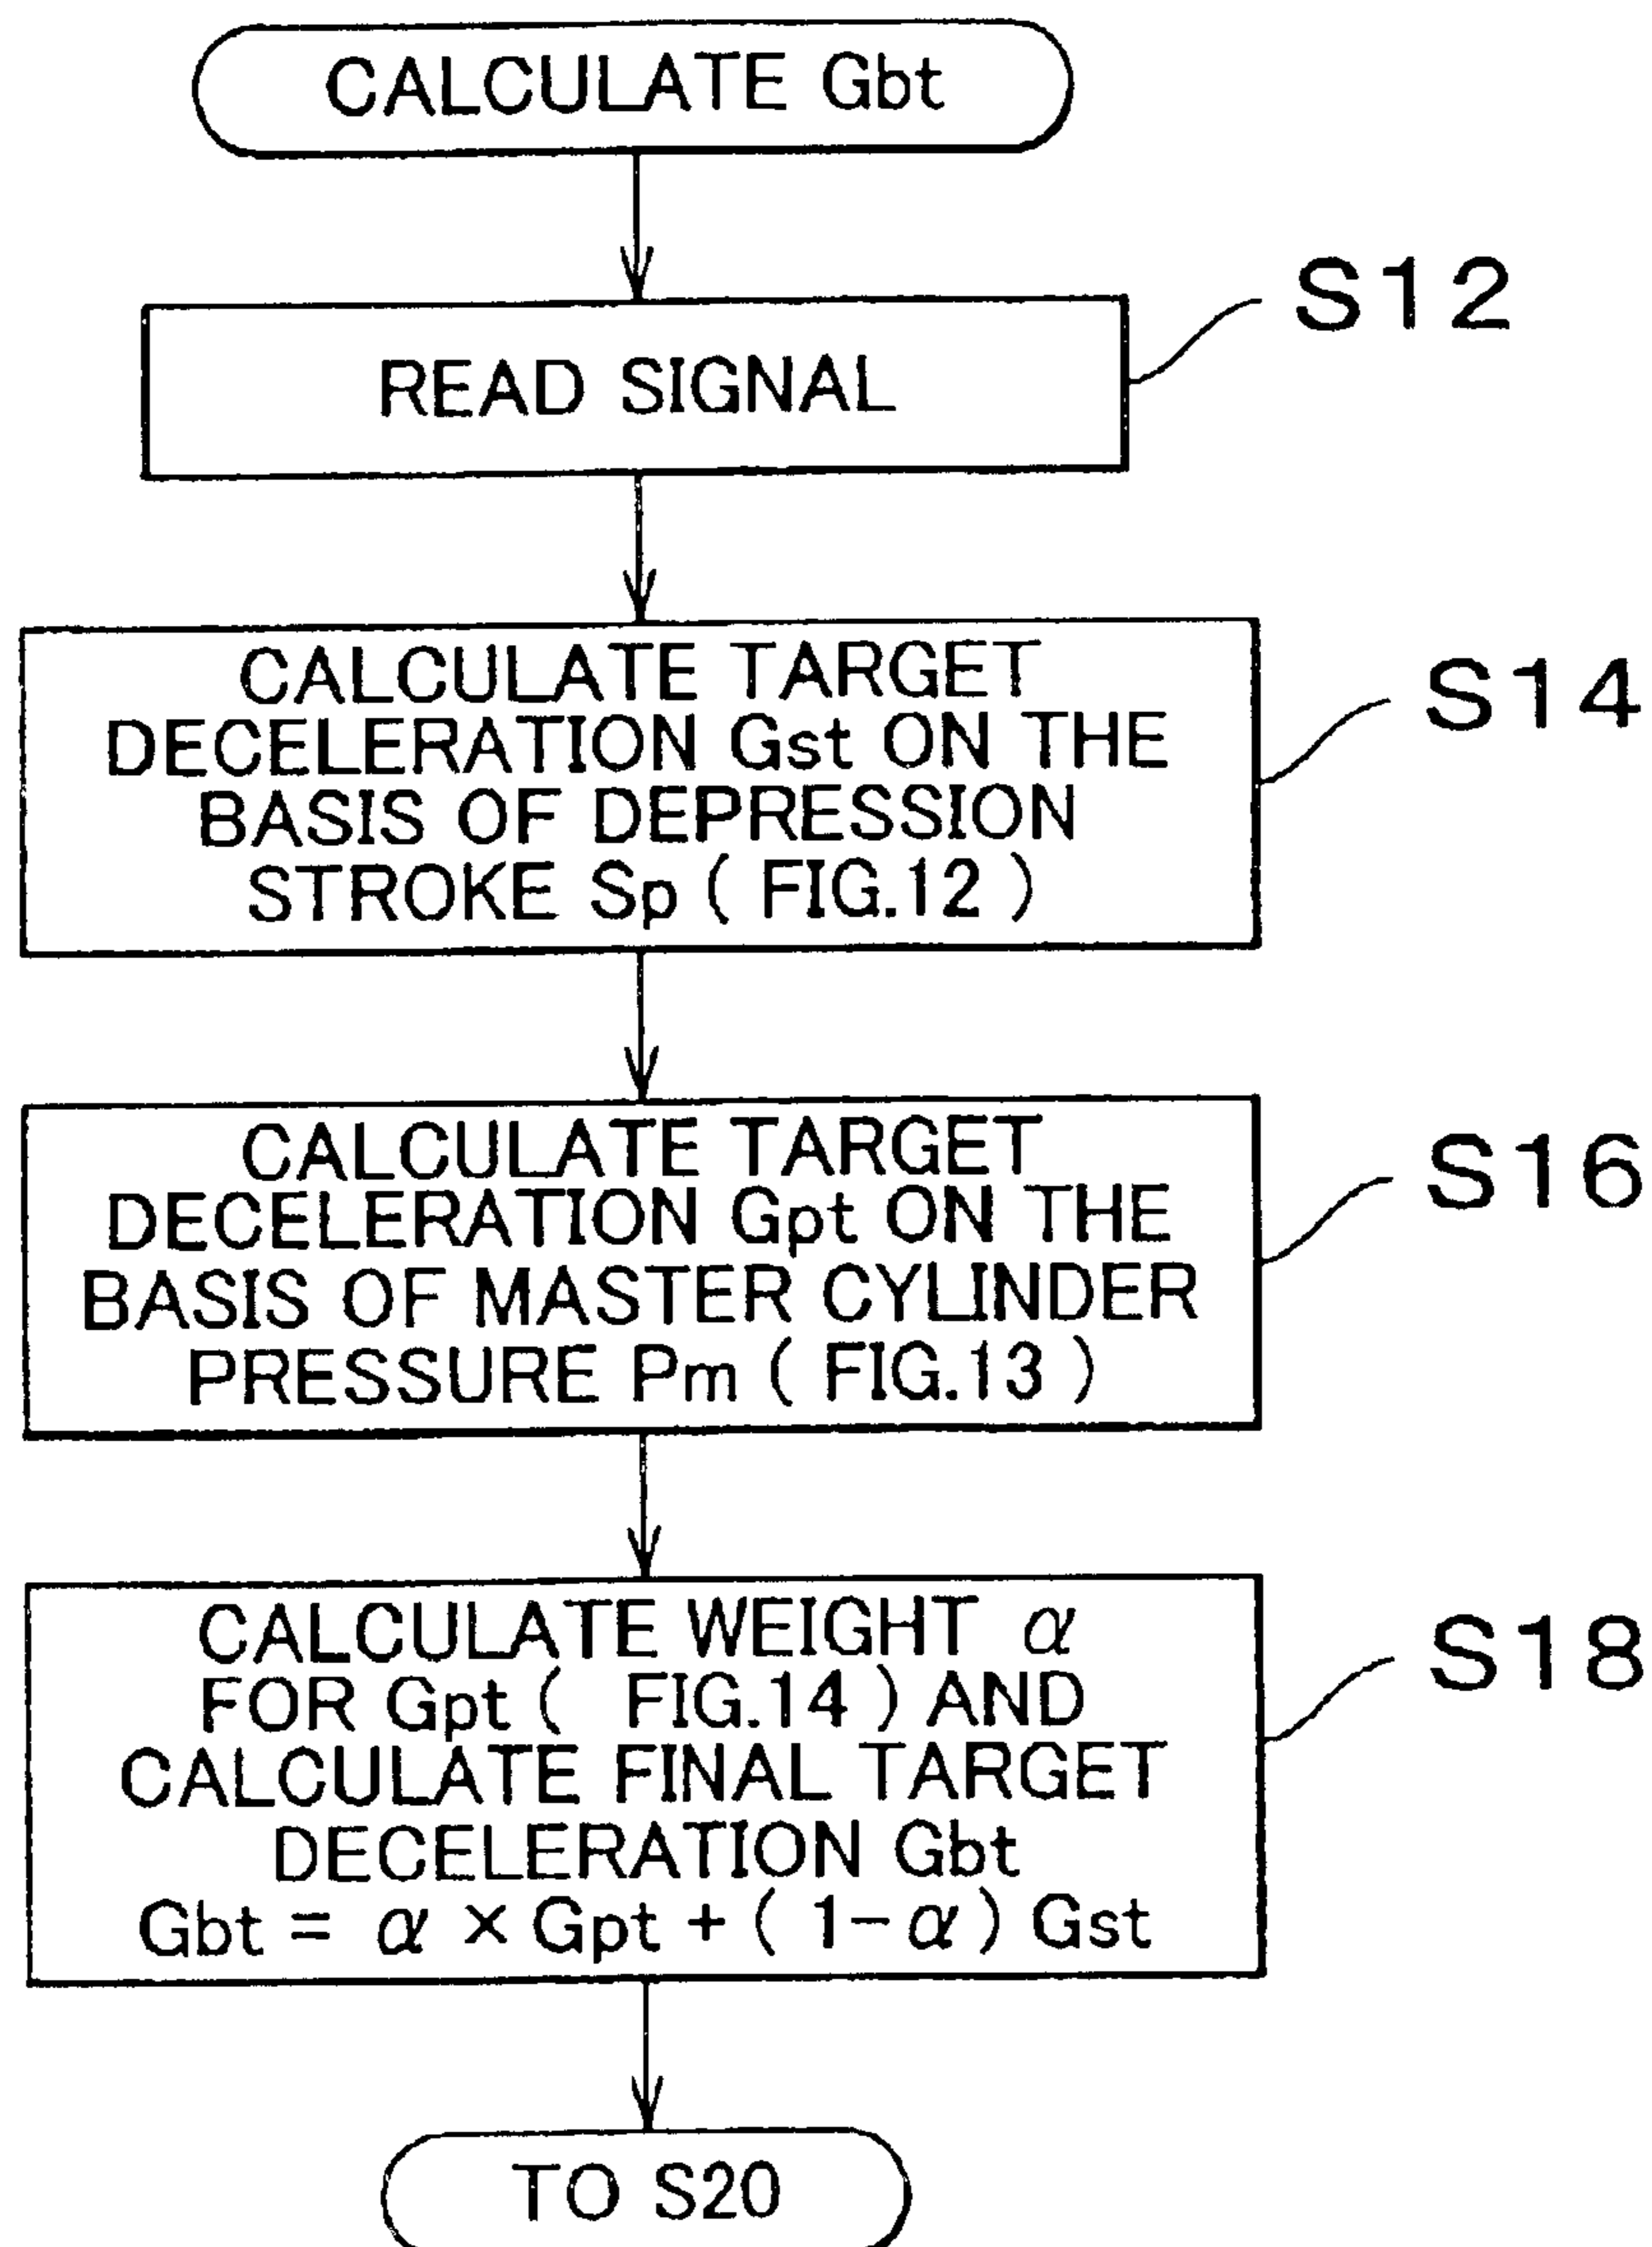 CALCULATE Gbt
S12
READ SIGNAL
CALCULATE TARGET
DECELERATION Gst ON THE
BASIS OF DEPRESSION
STROKE Sp ( FIG.12 )
S14
CALCULATE TARGET
DECELERATION Gpt ON THE
BASIS OF MASTER CYLINDER
PRESSURE Pm ( FIG.13 )
S16
CALCULATE WEIGHT α
FOR Gpt ( FIG.14 ) AND
CALCULATE FINAL TARGET
DECELERATION Gbt
Gbt = α × Gpt + ( 1-α ) Gst
S18
TO S20